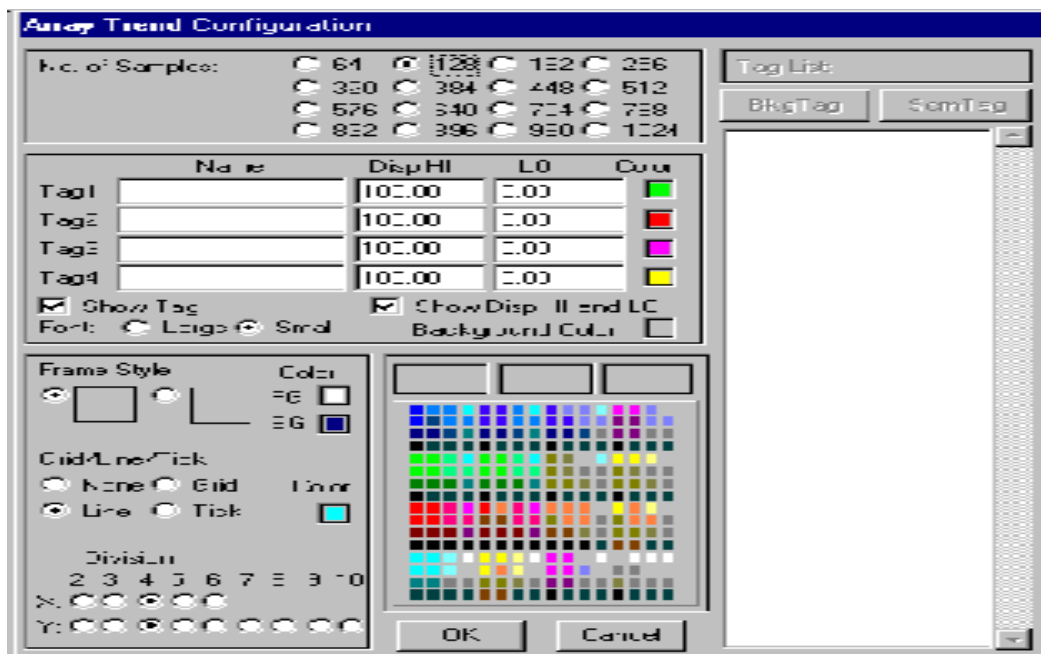 Array Trend Configuration
No. of Samples:
64 128 192 256
320 384 448 512
576 640 704 768
832 896 960 1024
Tag List:
BkgTag ScrnTag
Name Disp HI LO Color
Tag1 100.00 0.00
Tag2 100.00 0.00
Tag3 100.00 0.00
Tag4 100.00 0.00
Show Tag Show Disp HI and LO
Font: Large Small Background Color
Frame Style Color
FG
BG
Grid/Line/Tick
None Grid Color
Line Tick
Division
2 3 4 5 6 7 8 9 10
X:
Y:
OK Cancel